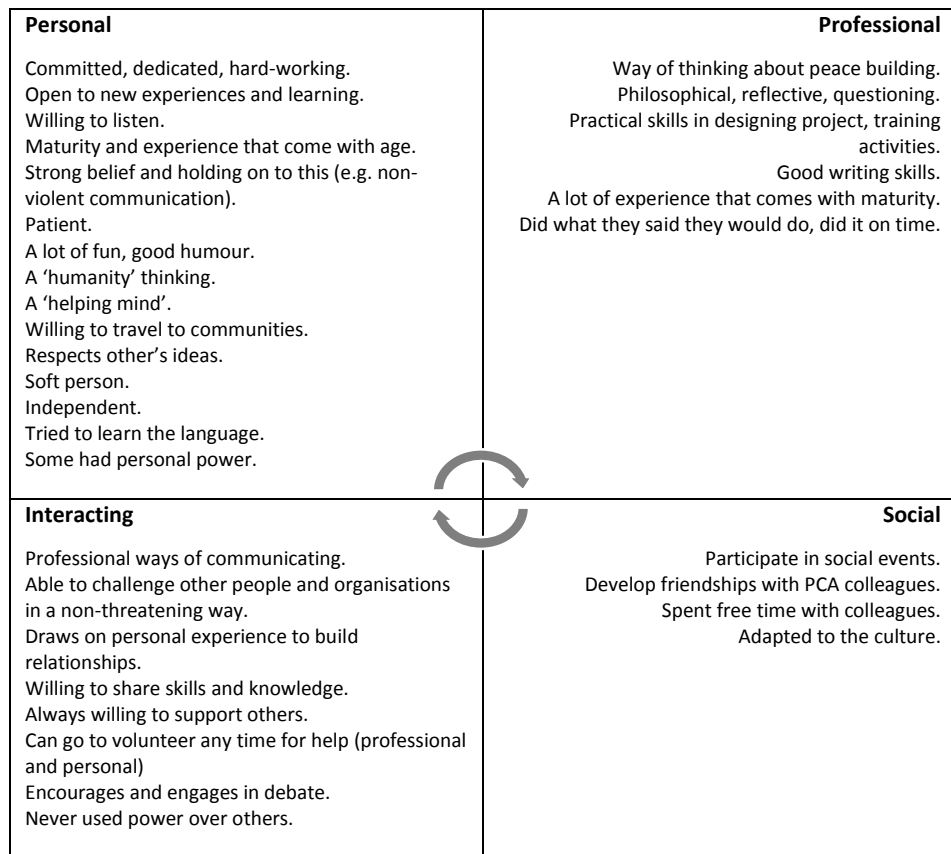 Personal
Committed, dedicated, hard-working.
Open to new experiences and learning.
Willing to listen.
Maturity and experience that come with age.
Strong belief and holding on to this (e.g. non-
violent communication).
Patient.
A lot of fun, good humour.
A ‘humanity’ thinking.
A ‘helping mind’.
Willing to travel to communities.
Respects other’s ideas.
Soft person.
Independent.
Tried to learn the language.
Some had personal power.
Professional
Way of thinking about peace building.
Philosophical, reflective, questioning.
Practical skills in designing project, training
activities.
Good writing skills.
A lot of experience that comes with maturity.
Did what they said they would do, did it on time.
Interacting
Professional ways of communicating.
Able to challenge other people and organisations
in a non-threatening way.
Draws on personal experience to build
relationships.
Willing to share skills and knowledge.
Always willing to support others.
Can go to volunteer any time for help (professional
and personal)
Encourages and engages in debate.
Never used power over others.
Social
Participate in social events.
Develop friendships with PCA colleagues.
Spent free time with colleagues.
Adapted to the culture.